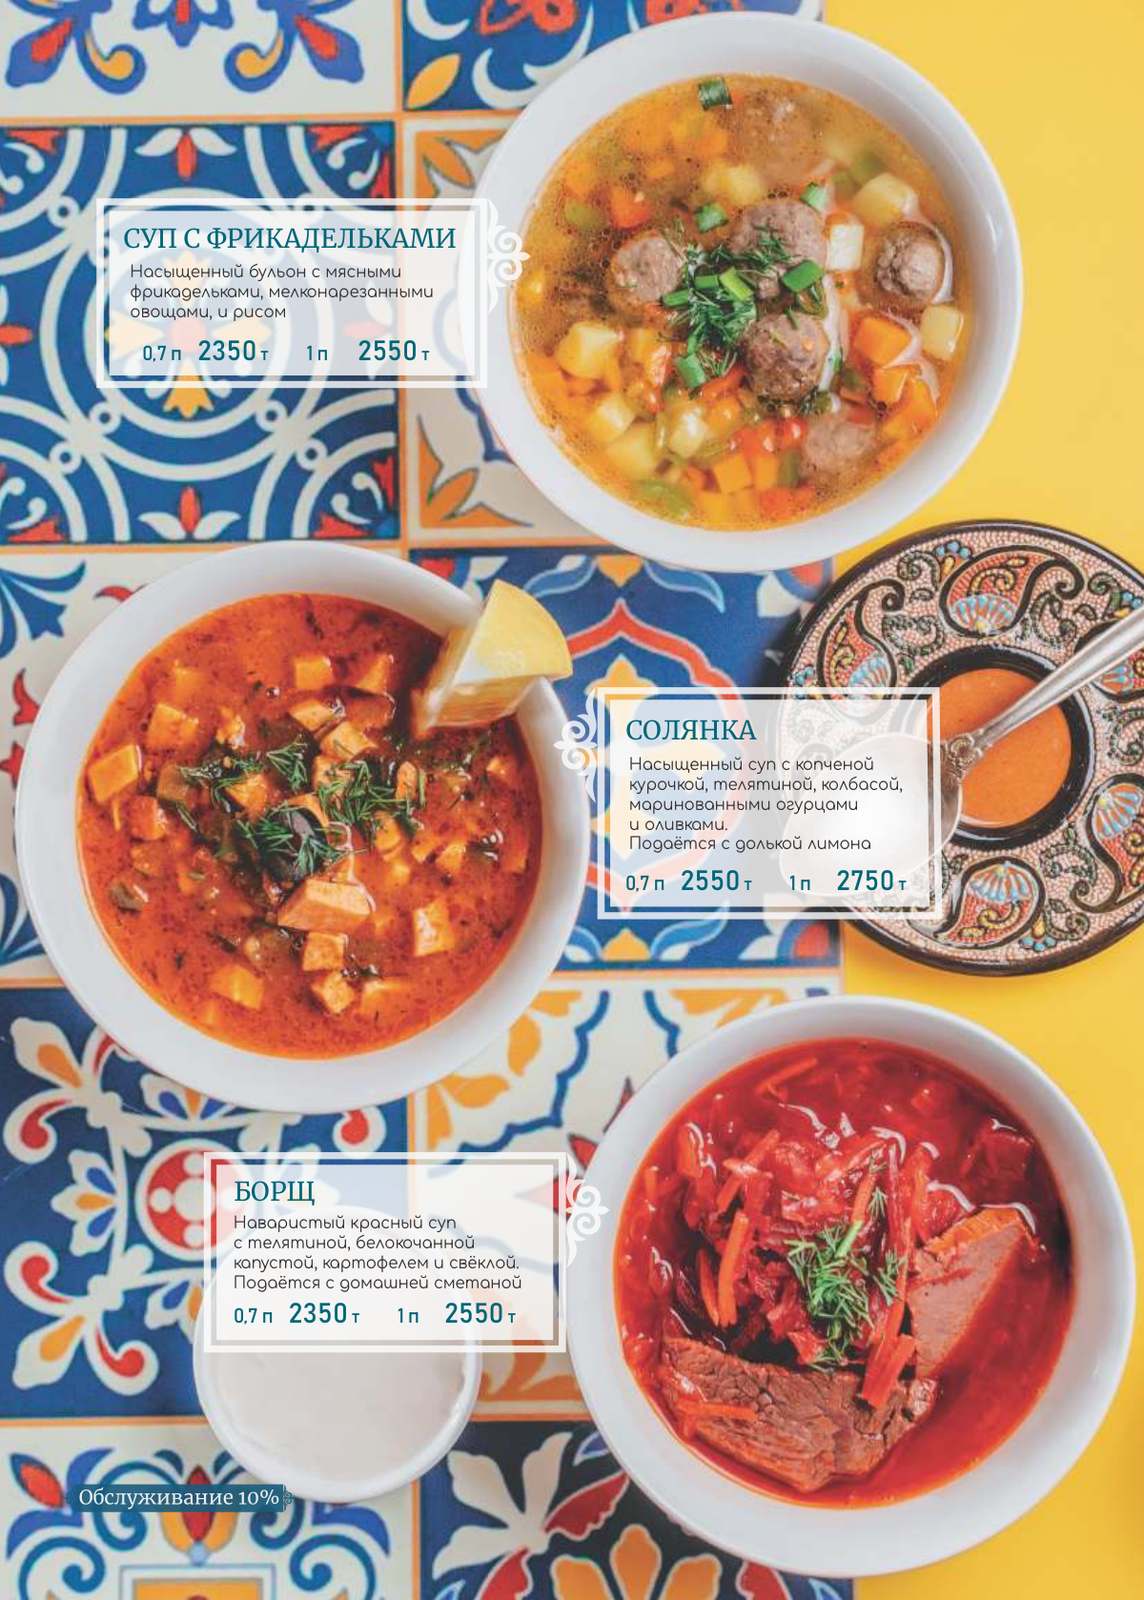 СУП С ФРИКАДЕЛЬКАМИ
Насыщенный бульон с мясными
фрикадельками, мелконарезанными
овощами, и рисом
0,7 п 2350 т 1 п 2550 т
СОЛЯНКА
Насыщенный суп с копченой
курочкой, телятиной, колбасой,
маринованными огурцами
и оливками.
Подаётся с долькой лимона
0,7 п 2550 т 1 п 2750 т
БОРЩ
Наваристый красный суп
с телятиной, белокочанной
капустой, картофелем и свёклой.
Подаётся с домашней сметаной
0,7 п 2350 т 1 п 2550 т
Обслуживание 10%